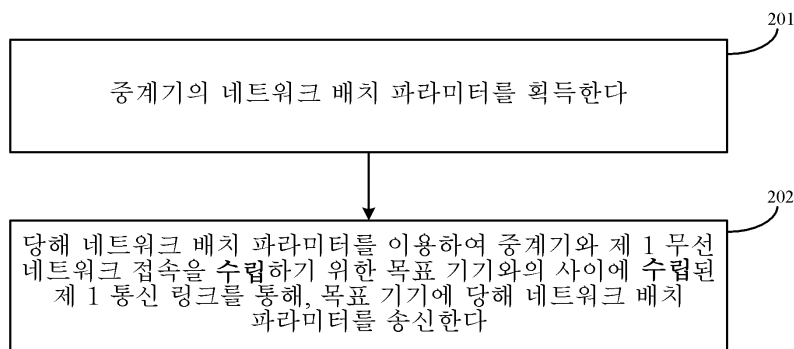 201
중계기의 네트워크 배치 파라미터를 획득한다
202
당해 네트워크 배치 파라미터를 이용하여 중계기와 제 1 무선
네트워크 접속을 수립하기 위한 목표 기기와의 사이에 수립된
제 1 통신 링크를 통해, 목표 기기에 당해 네트워크 배치
파라미터를 송신한다